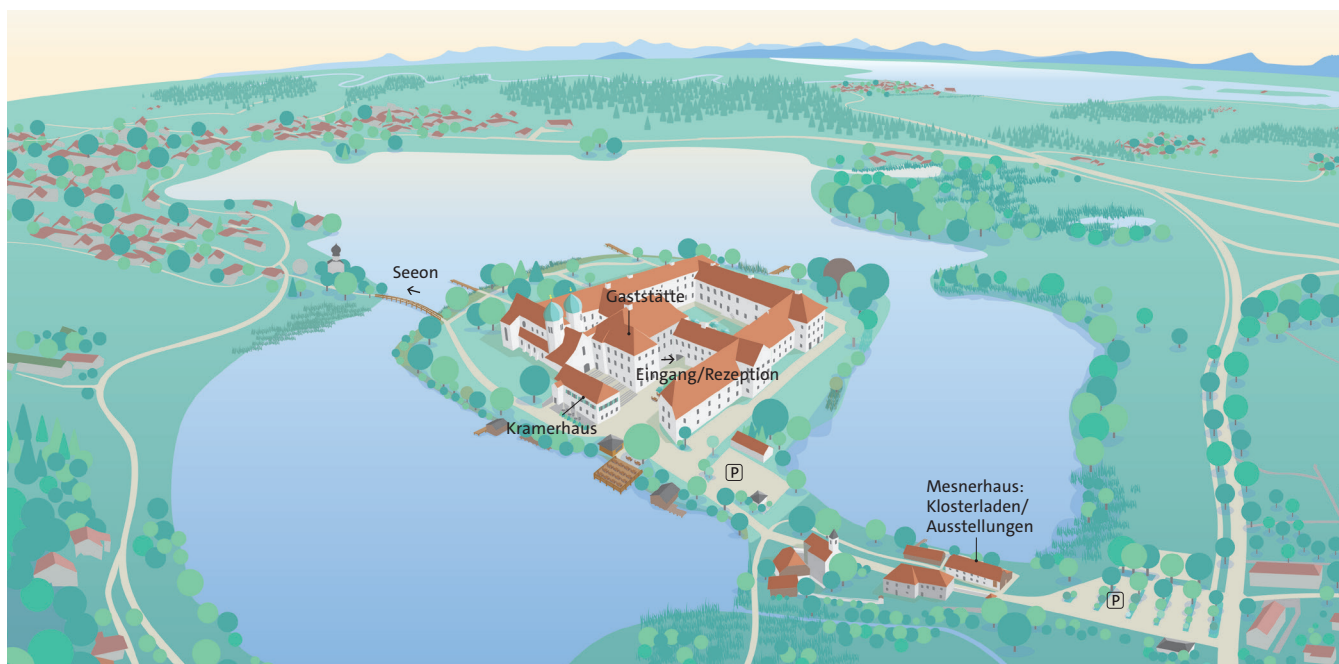 Seeon
Gaststätte
Eingang/Rezeption
Kramerhaus
P
Mesnerhaus:
Klosterladen/
Ausstellungen
P